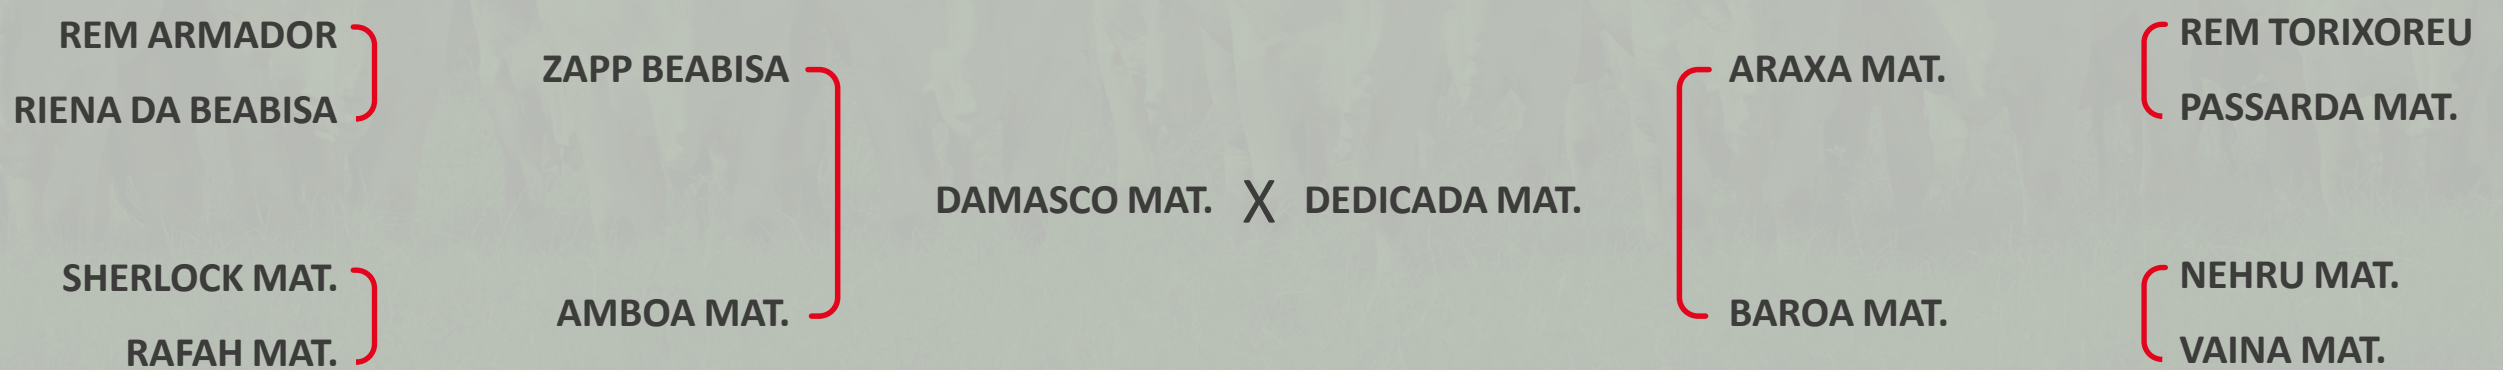 REM ARMADOR
RIENA DA BEABISA
ZAPP BEABISA
SHERLOCK MAT.
RAFAH MAT.
AMBOA MAT.
DAMASCO MAT. X DEDICADA MAT.
ARAXA MAT.
REM TORIXOREU
PASSARDA MAT.
BAROA MAT.
NEHRU MAT.
VAINA MAT.